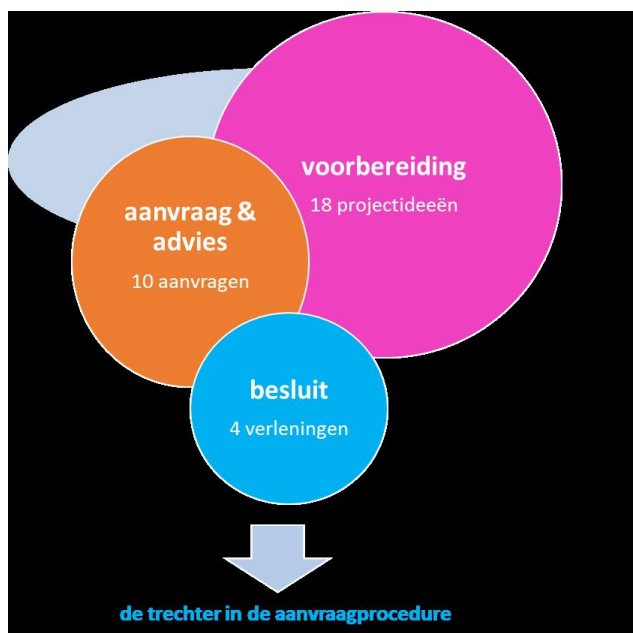 voorbereiding
18 projectideeën
aanvraag &
advies
10 aanvragen
besluit
4 verleningen
de trechter in de aanvraagprocedure